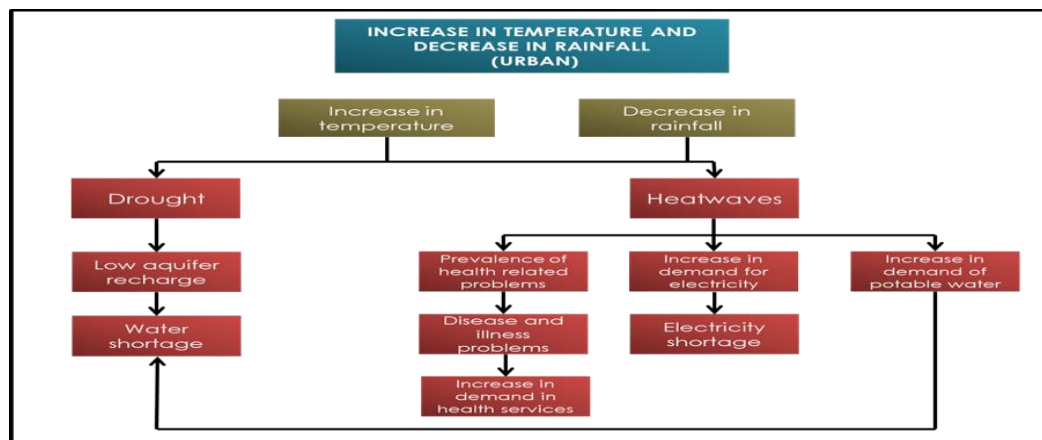 INCREASE IN TEMPERATURE AND
DECREASE IN RAINFALL
(URBAN)
Increase in
temperature
Decrease in
rainfall
Drought
Heatwaves
Low aquifer
recharge
Prevalence of
health related
problems
Increase in
demand for
electricity
Increase in
demand of
potable water
Water
shortage
Disease and
illness
problems
Electricity
shortage
Increase in
demand in
health services